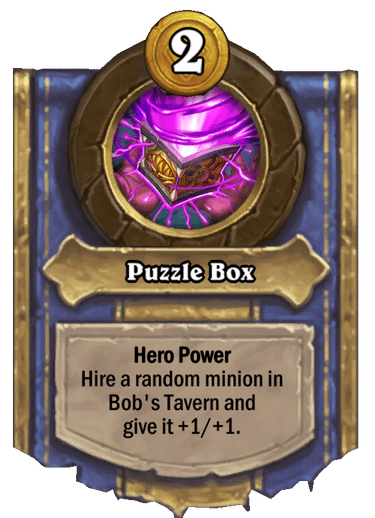 2
Puzzle Box
Hero Power
Hire a random minion in
Bob's Tavern and
give it +1/+1.